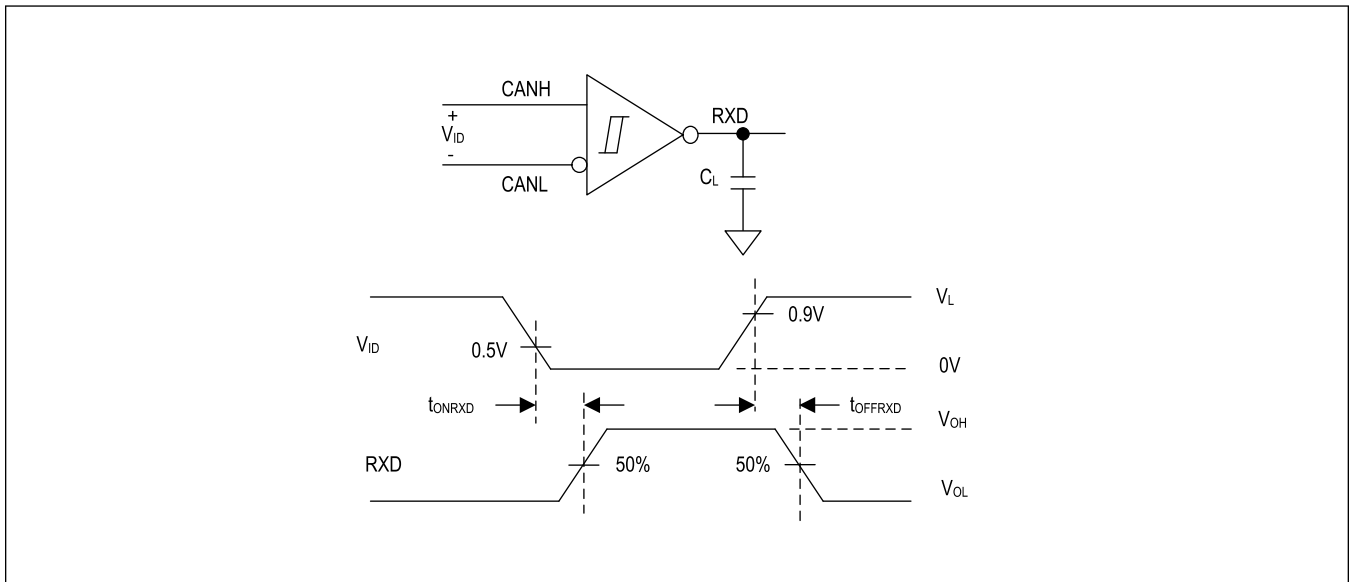 CANH
+
VID
-
CANL
RXD
CL
VL
0.9V
VID
0.5V
0V
tONRXD
tOFFRXD
VOH
RXD
50%
50%
VOL